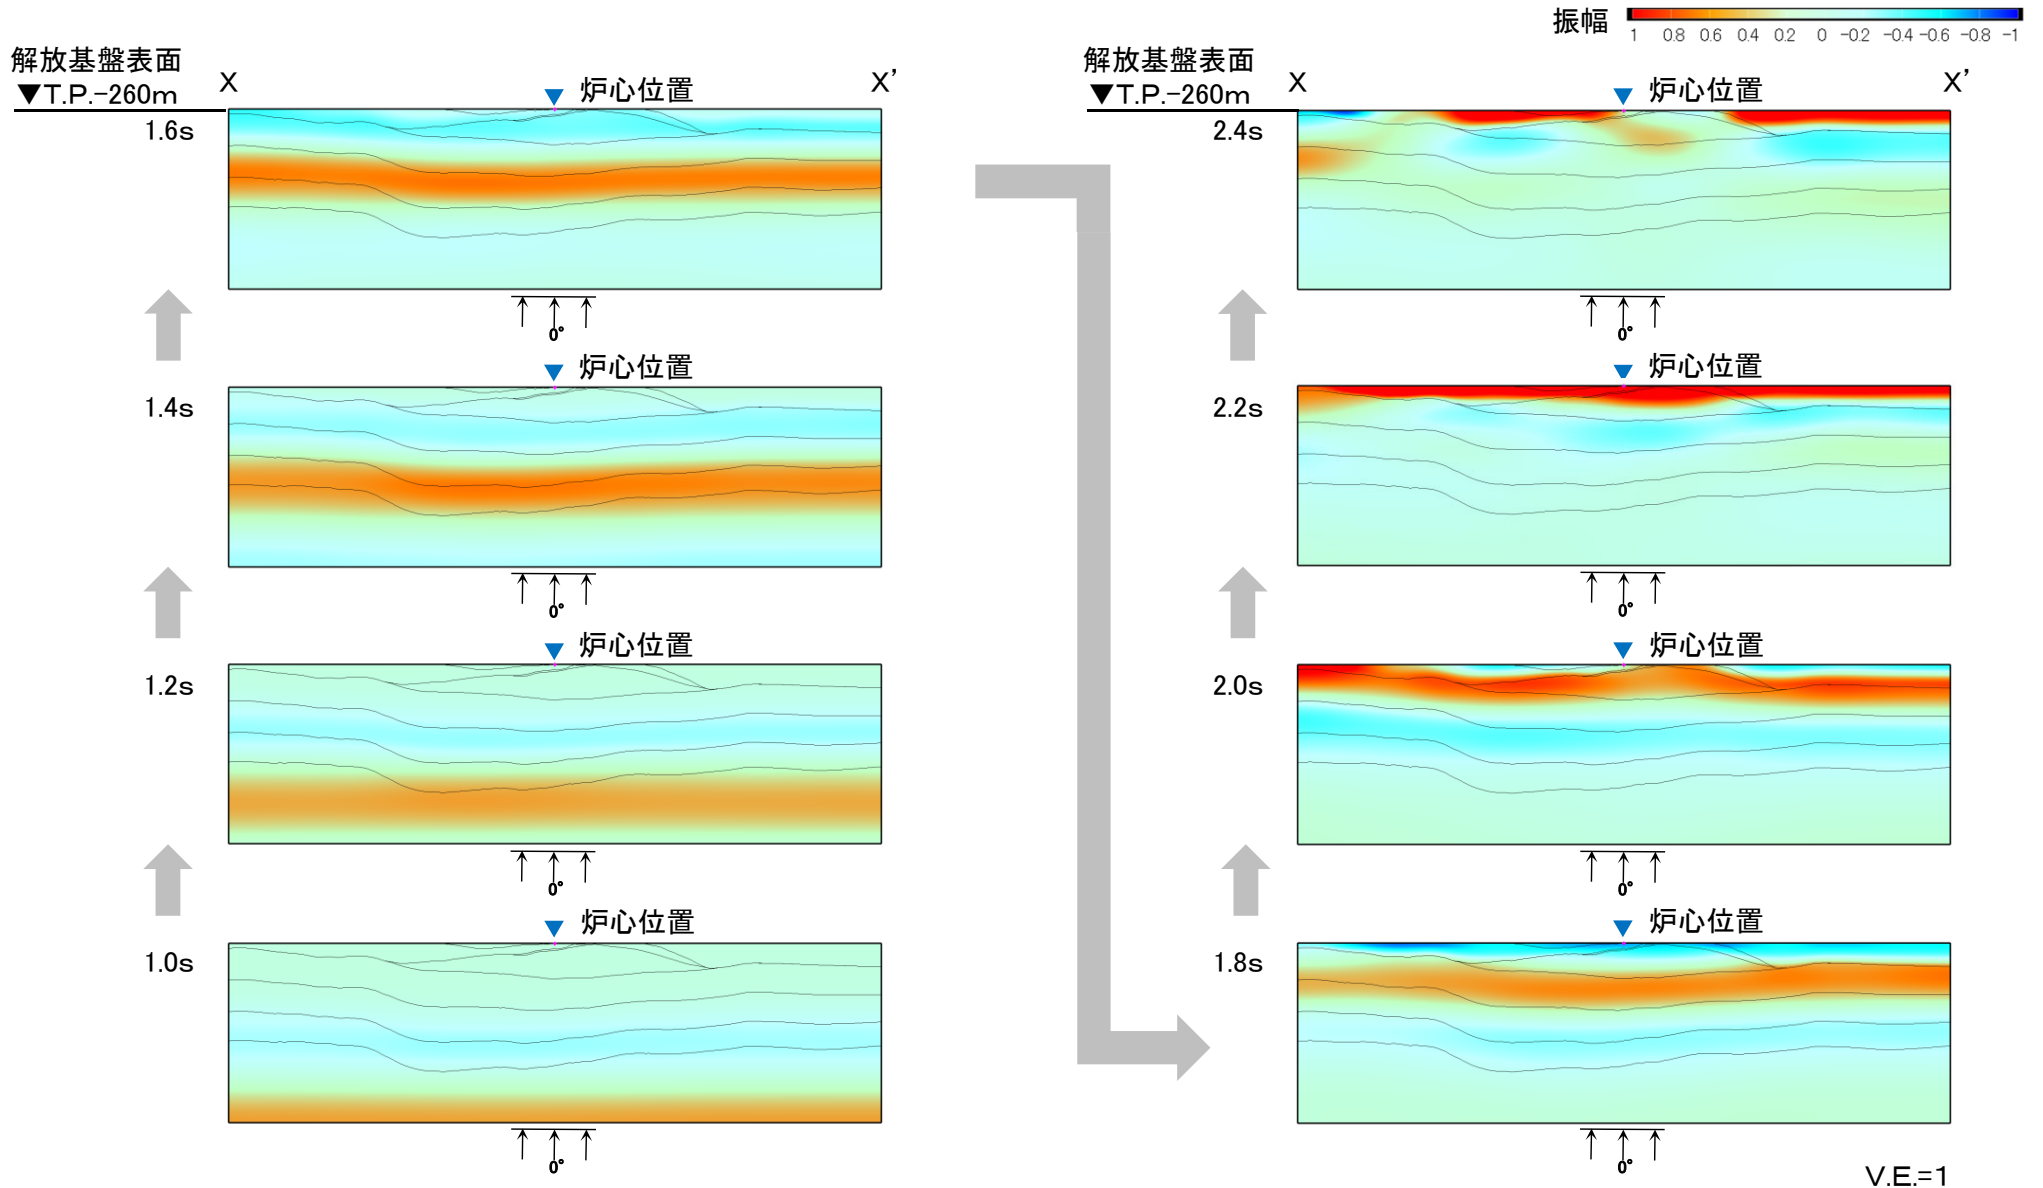 振幅
1 0.8 0.6 0.4 0.2 0 -0.2 -0.4 -0.6 -0.8 -1
解放基盤表面
▼T.P.-260m
X
X'
炉心位置
1.6s
0°
炉心位置
1.4s
0°
炉心位置
1.2s
0°
炉心位置
1.0s
0°
解放基盤表面
▼T.P.-260m
X
X'
炉心位置
2.4s
0°
炉心位置
2.2s
0°
炉心位置
2.0s
0°
炉心位置
1.8s
0°
V.E.=1